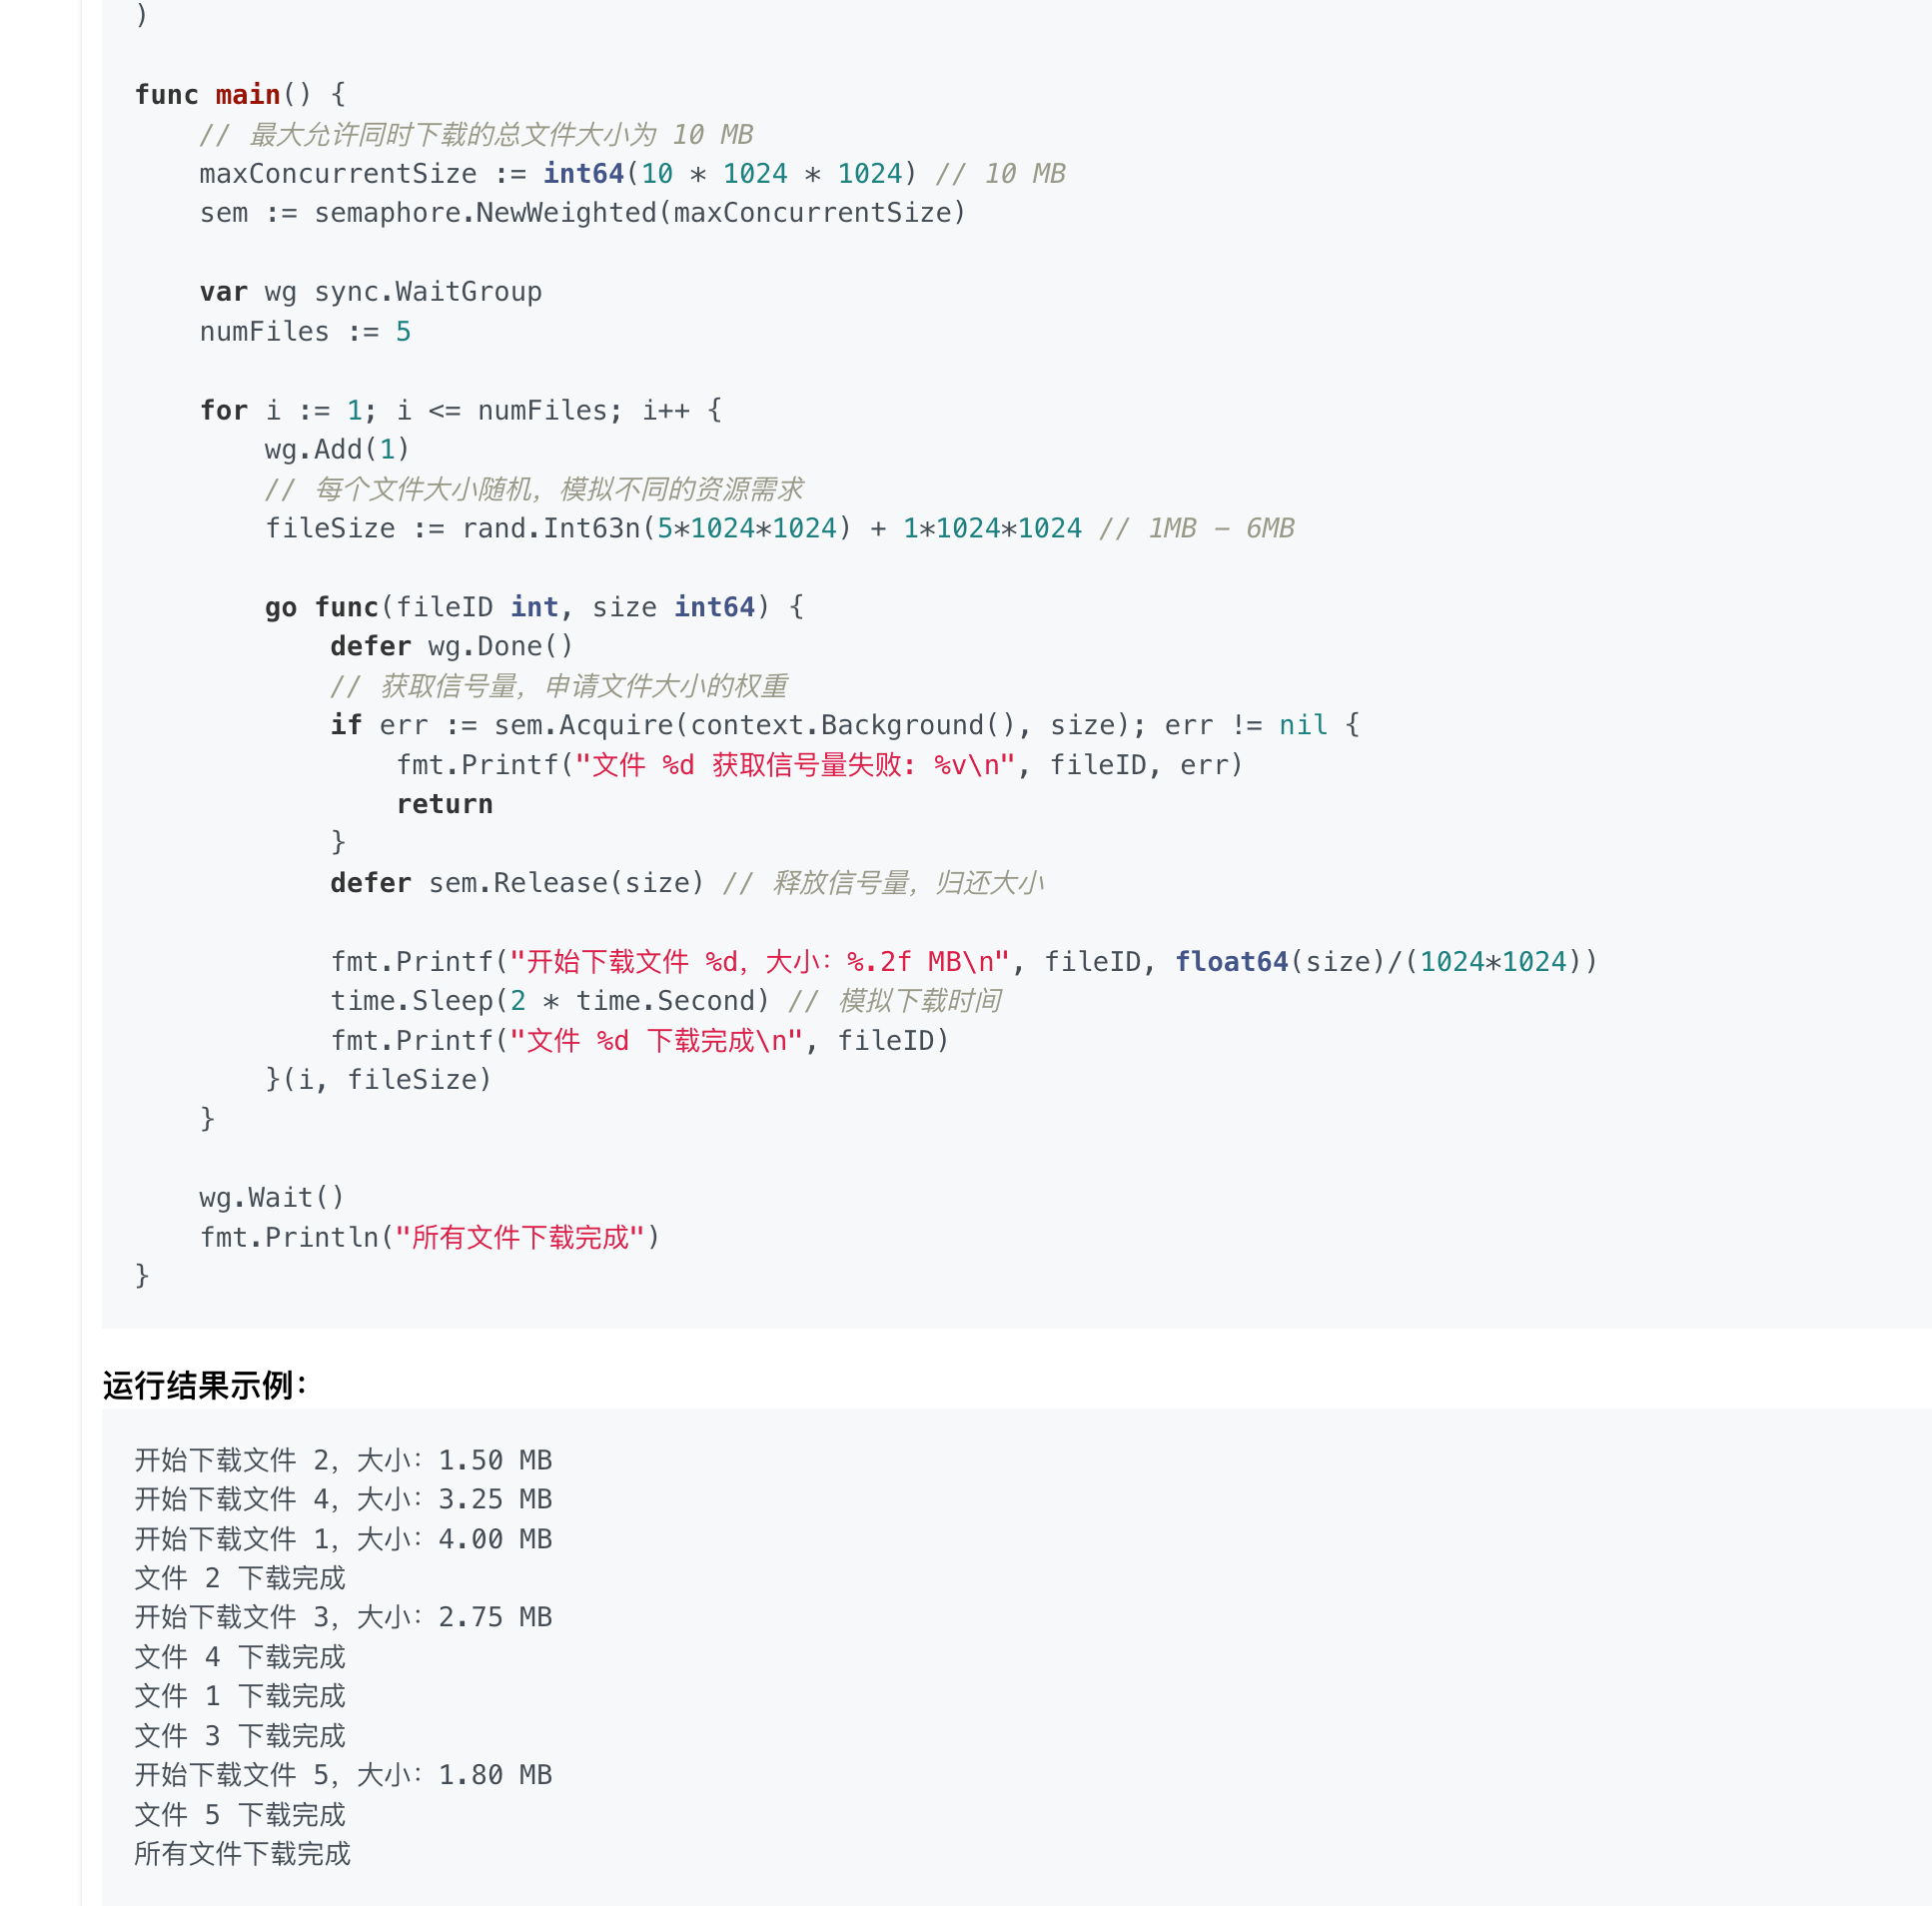 )
func main() {
// 最大允许同时下载的总文件大小为 10 MB
maxConcurrentSize := int64(10 * 1024 * 1024) // 10 MB
sem := semaphore.NewWeighted(maxConcurrentSize)
var wg sync.WaitGroup
numFiles := 5
for i := 1; i <= numFiles; i++ {
wg.Add(1)
// 每个文件大小随机，模拟不同的资源需求
fileSize := rand.Int63n(5*1024*1024) + 1*1024*1024 // 1MB - 6MB
go func(fileID int, size int64) {
defer wg.Done()
// 获取信号量，申请文件大小的权重
if err := sem.Acquire(context.Background(), size); err != nil {
fmt.Printf("文件 %d 获取信号量失败: %v\n", fileID, err)
return
}
defer sem.Release(size) // 释放信号量，归还大小
fmt.Printf("开始下载文件 %d，大小：%.2f MB\n", fileID, float64(size)/(1024*1024))
time.Sleep(2 * time.Second) // 模拟下载时间
fmt.Printf("文件 %d 下载完成\n", fileID)
}(i, fileSize)
}
wg.Wait()
fmt.Println("所有文件下载完成")
}
运行结果示例：
开始下载文件 2，大小：1.50 MB
开始下载文件 4，大小：3.25 MB
开始下载文件 1，大小：4.00 MB
文件 2 下载完成
开始下载文件 3，大小：2.75 MB
文件 4 下载完成
文件 1 下载完成
文件 3 下载完成
开始下载文件 5，大小：1.80 MB
文件 5 下载完成
所有文件下载完成